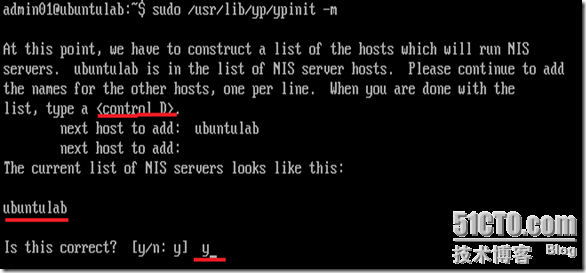 admin01@ubuntulab:~$ sudo /usr/lib/yp/ypinit -m
At this point, we have to construct a list of the hosts which will run NIS
servers.  ubuntulab is in the list of NIS server hosts.  Please continue to add
the names for the other hosts, one per line.  When you are done with the
list, type a <control D>.
next host to add:  ubuntulab
next host to add:
The current list of NIS servers looks like this:
ubuntulab
Is this correct?  [y/n: y]  y_
51CTO.com
技术博客 Blog